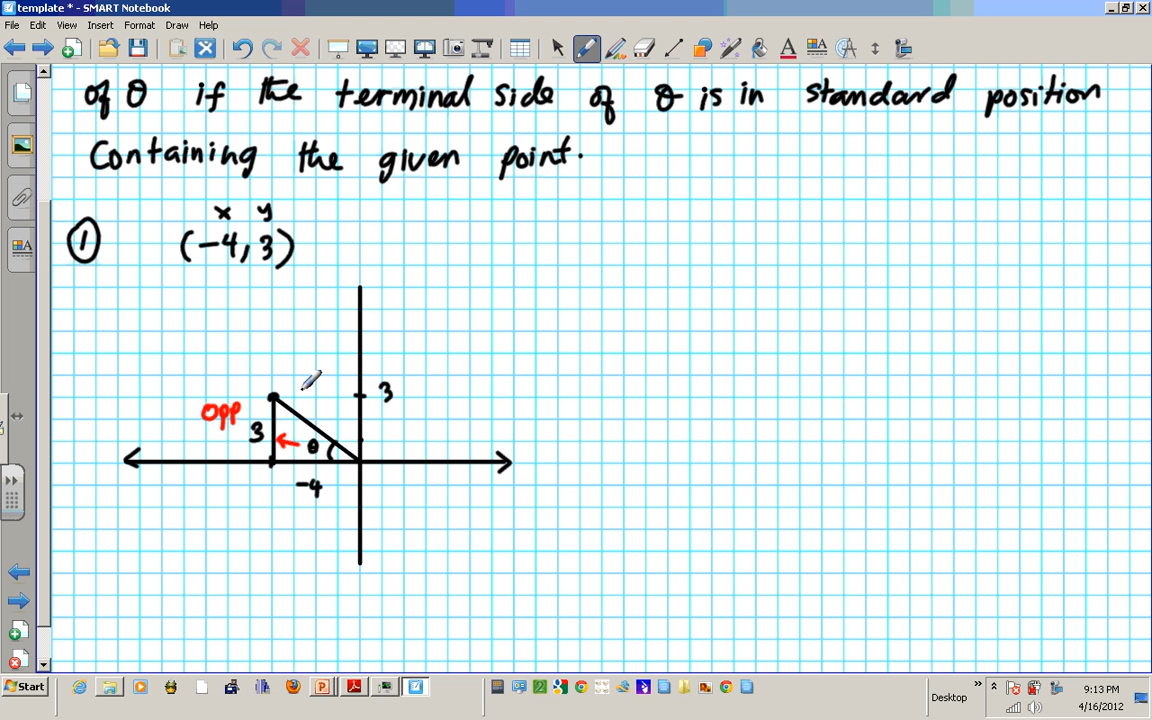 template * - SMART Notebook
File Edit View Insert Format Draw Help
of θ if the terminal side of θ is in standard position
Containing the given point.
x y
① (-4, 3)
3
opp
3 θ
-4
Start
Desktop
9:13 PM
4/16/2012